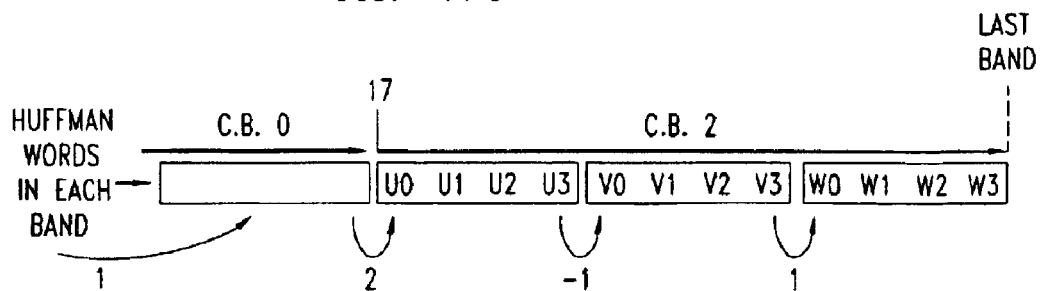 LAST
BAND
17
HUFFMAN
WORDS
IN EACH
BAND
C.B. 0
C.B. 2
U0 U1 U2 U3
V0 V1 V2 V3
W0 W1 W2 W3
1
2
-1
1